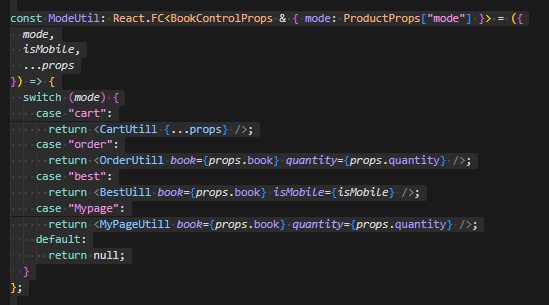 const ModeUtil: React.FC<BookControlProps & { mode: ProductProps["mode"] }> = ({
  mode,
  isMobile,
  ...props
}) => {
  switch (mode) {
    case "cart":
      return <CartUtill {...props} />;
    case "order":
      return <OrderUtill book={props.book} quantity={props.quantity} />;
    case "best":
      return <BestUill book={props.book} isMobile={isMobile} />;
    case "Mypage":
      return <MyPageUtill book={props.book} quantity={props.quantity} />;
    default:
      return null;
  }
};